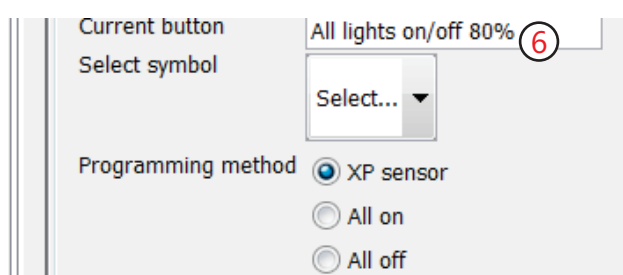 Current button All lights on/off 80% 6
Select symbol
Select...
Programming method XP sensor
All on
All off